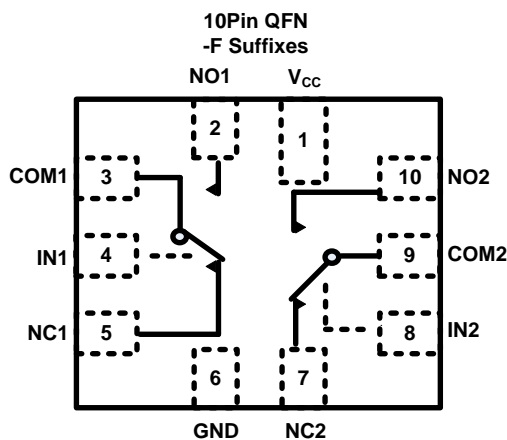 10Pin QFN
-F Suffixes
NO1 VCC
2 1
COM1 3 10 NO2
IN1 4 9 COM2
NC1 5 8 IN2
6 7
GND NC2